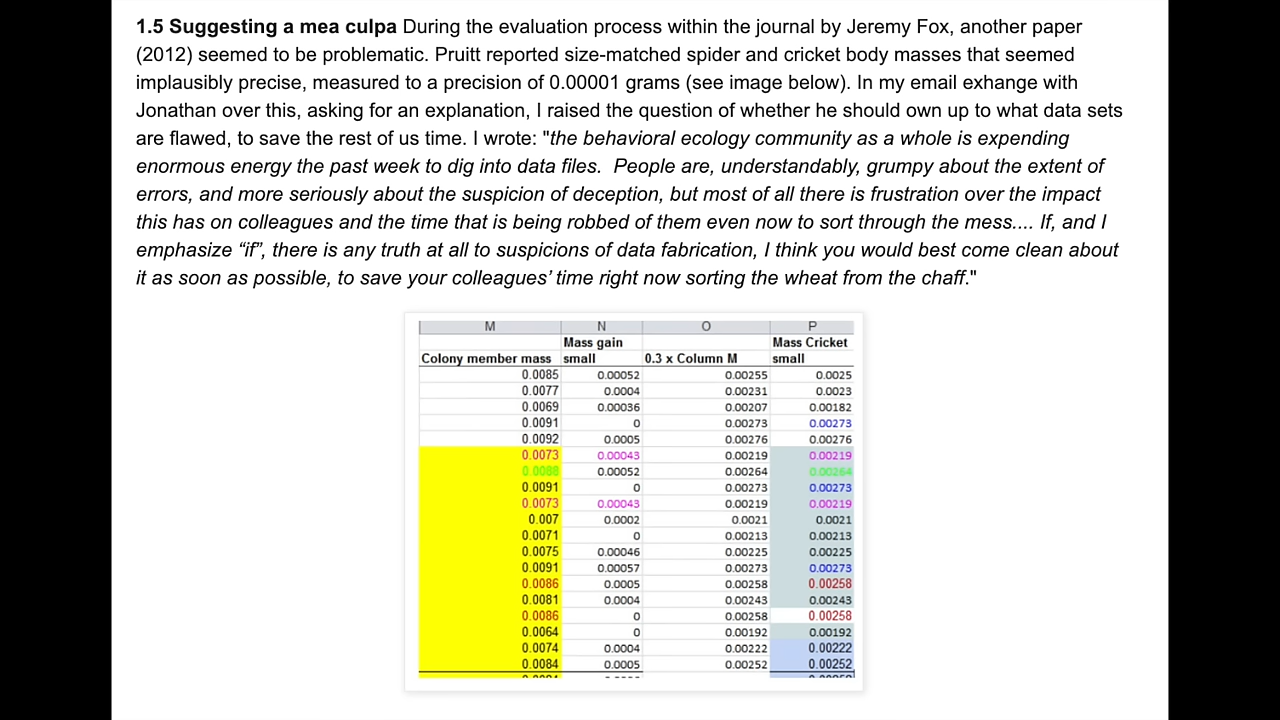 1.5 Suggesting a mea culpa During the evaluation process within the journal by Jeremy Fox, another paper
(2012) seemed to be problematic. Pruitt reported size-matched spider and cricket body masses that seemed
implausibly precise, measured to a precision of 0.00001 grams (see image below). In my email exhange with
Jonathan over this, asking for an explanation, I raised the question of whether he should own up to what data sets
are flawed, to save the rest of us time. I wrote: "the behavioral ecology community as a whole is expending
enormous energy the past week to dig into data files.  People are, understandably, grumpy about the extent of
errors, and more seriously about the suspicion of deception, but most of all there is frustration over the impact
this has on colleagues and the time that is being robbed of them even now to sort through the mess.... If, and I
emphasize “if”, there is any truth at all to suspicions of data fabrication, I think you would best come clean about
it as soon as possible, to save your colleagues’ time right now sorting the wheat from the chaff."
M N O P
Mass gain Mass Cricket
Colony member mass small 0.3 x Column M small
0.0085 0.00052 0.00255 0.0025
0.0077 0.0004 0.00231 0.0023
0.0069 0.00036 0.00207 0.00182
0.0091 0 0.00273 0.00273
0.0092 0.0005 0.00276 0.00276
0.0073 0.00043 0.00219 0.00219
0.0088 0.00052 0.00264 0.00264
0.0091 0 0.00273 0.00273
0.0073 0.00043 0.00219 0.00219
0.007 0.0002 0.0021 0.0021
0.0071 0 0.00213 0.00213
0.0075 0.00046 0.00225 0.00225
0.0091 0.00057 0.00273 0.00273
0.0086 0.0005 0.00258 0.00258
0.0081 0.0004 0.00243 0.00243
0.0086 0 0.00258 0.00258
0.0064 0 0.00192 0.00192
0.0074 0.0004 0.00222 0.00222
0.0084 0.0005 0.00252 0.00252